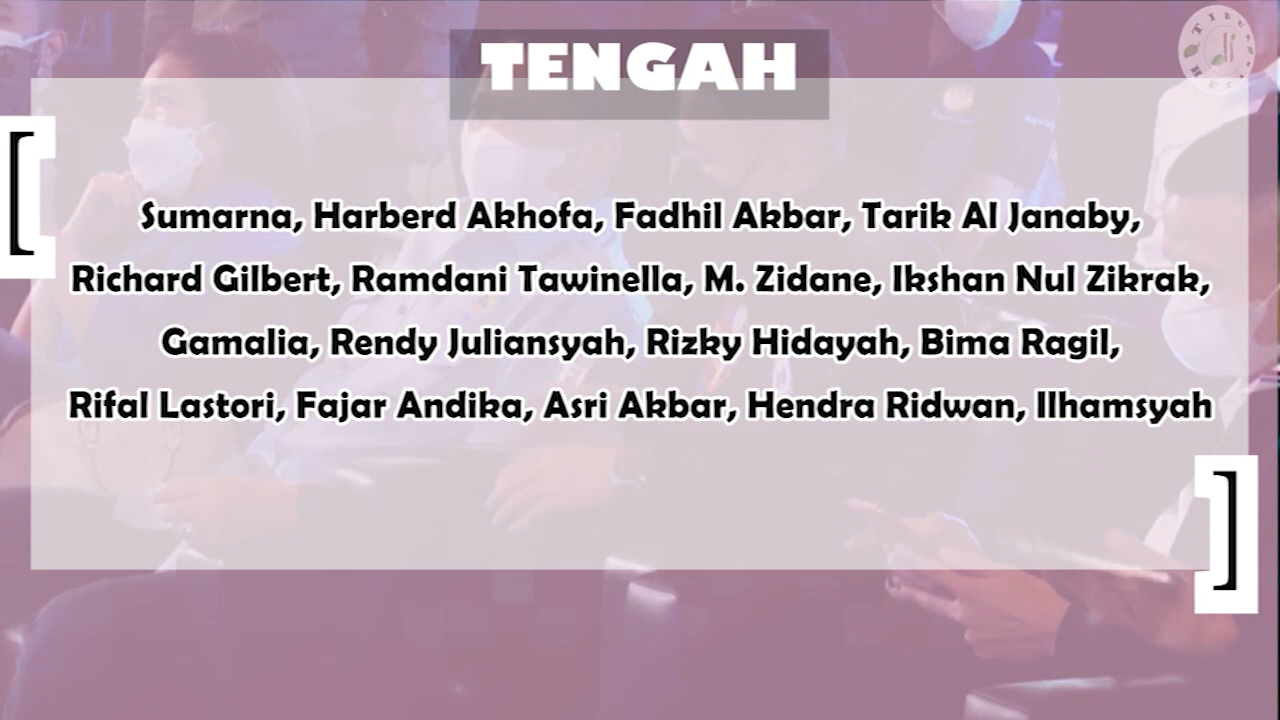 TENGAH
Sumarna, Harberd Akhofa, Fadhil Akbar, Tarik Al Janaby,
Richard Gilbert, Ramdani Tawinella, M. Zidane, Ikshan Nul Zikrak,
Gamalia, Rendy Juliansyah, Rizky Hidayah, Bima Ragil,
Rifal Lastori, Fajar Andika, Asri Akbar, Hendra Ridwan, Ilhamsyah